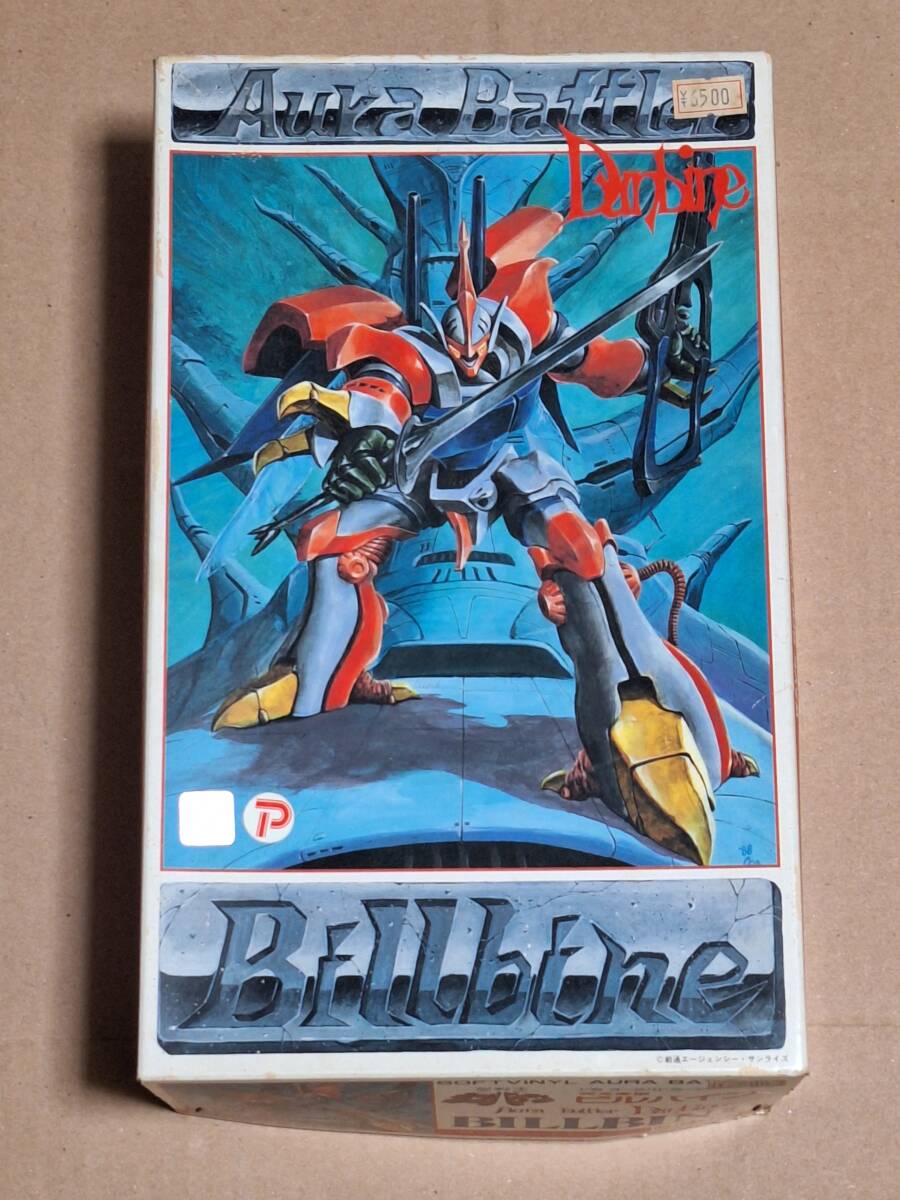 Aura Battler
¥6500
Dunbine
'88
Billbine
©創通エージェンシー・サンライズ
SOFTVINYL AURA BA
ビルバイン
Aura Battler
BILLBI